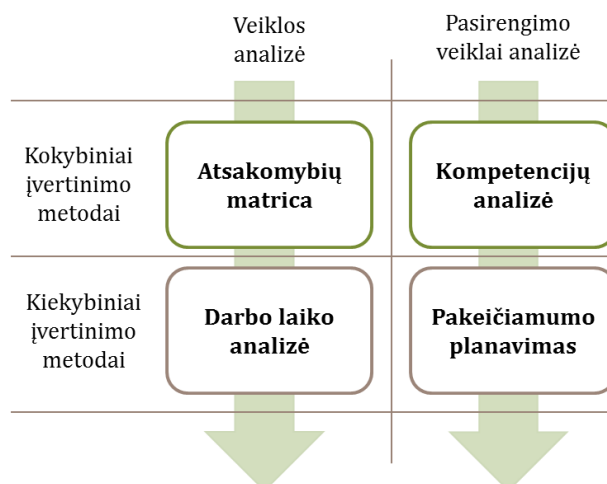 Veiklos
analizė
Pasirengimo
veiklai analizė
Kokybiniai
įvertinimo
metodai
Atsakomybių
matrica
Kompetencijų
analizė
Kiekybiniai
įvertinimo
metodai
Darbo laiko
analizė
Pakeičiamumo
planavimas